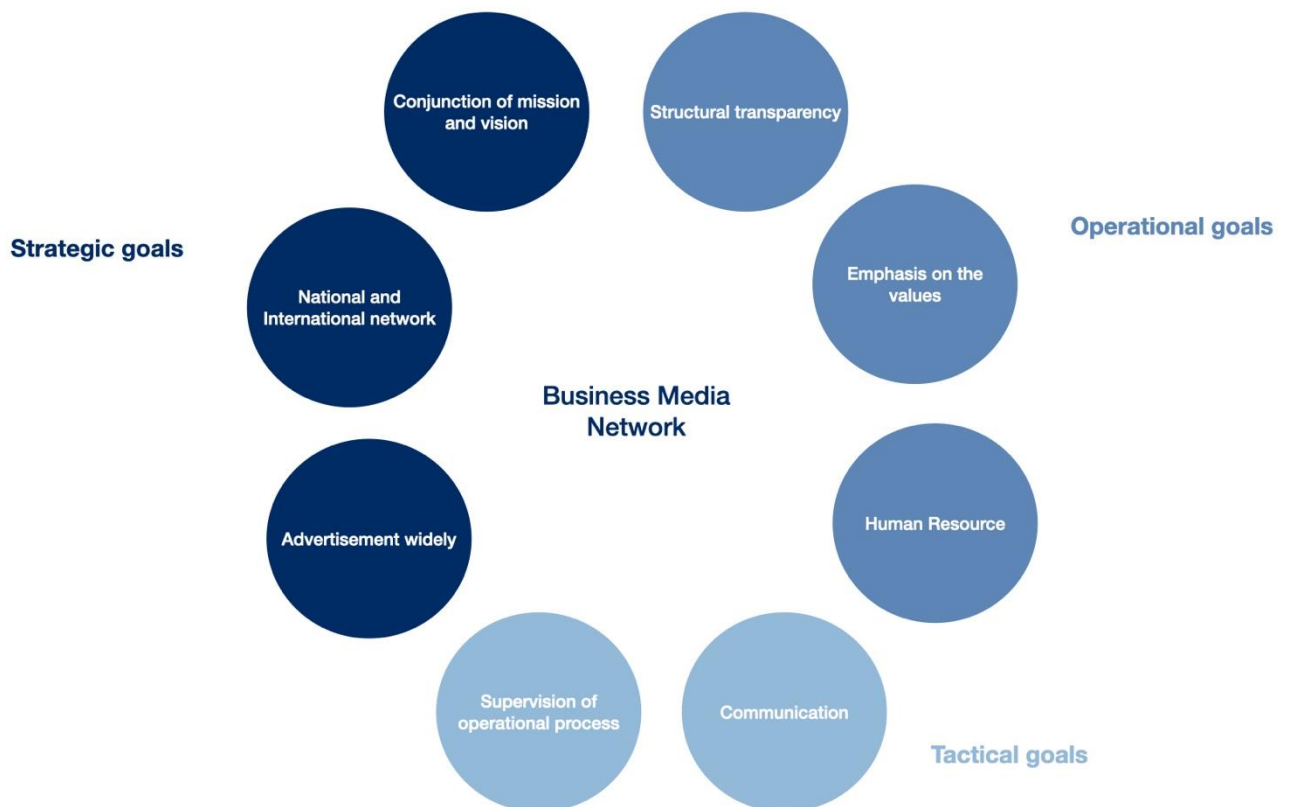 Conjunction of mission
and vision
Structural transparency
Strategic goals
Operational goals
National and
International network
Emphasis on the
values
Business Media
Network
Advertisement widely
Human Resource
Supervision of
operational process
Communication
Tactical goals